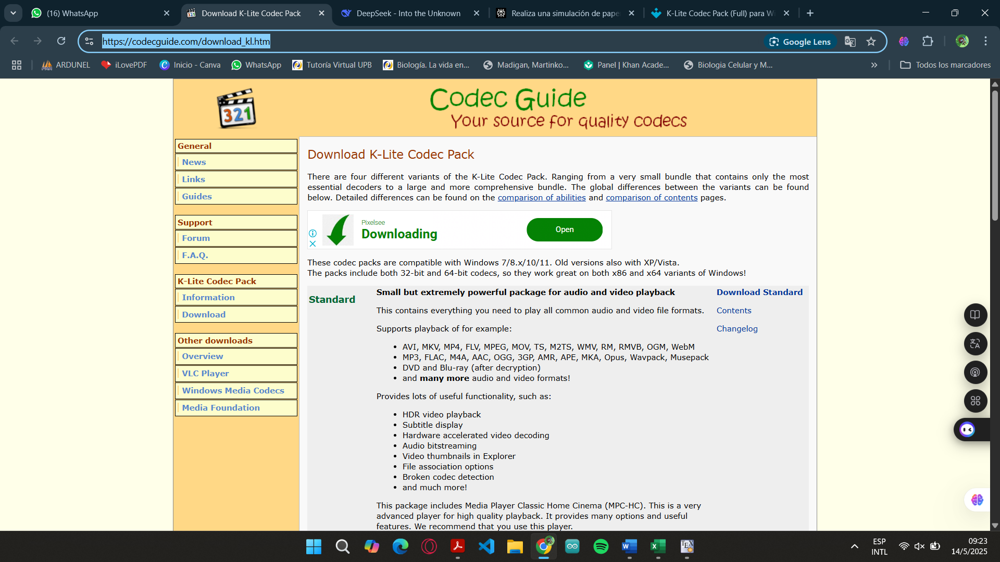 (16) WhatsApp
Download K-Lite Codec Pack
DeepSeek - Into the Unknown
Realiza una simulación de pape
K-Lite Codec Pack (Full) para Wi
https://codecguide.com/download_kl.htm
Google Lens
ARDUNEL
iLovePDF
Inicio - Canva
WhatsApp
Tutoría Virtual UPB
Biología. La vida en...
Madigan, Martinko...
Panel | Khan Acade...
Biologia Celular y M...
Todos los marcadores
321
Codec Guide
Your source for quality codecs
General
News
Links
Guides
Support
Forum
F.A.Q.
K-Lite Codec Pack
Information
Download
Other downloads
Overview
VLC Player
Windows Media Codecs
Media Foundation
Download K-Lite Codec Pack
There are four different variants of the K-Lite Codec Pack. Ranging from a very small bundle that contains only the most
essential decoders to a large and more comprehensive bundle. The global differences between the variants can be found
below. Detailed differences can be found on the comparison of abilities and comparison of contents pages.
Pixelsee
Downloading
Open
These codec packs are compatible with Windows 7/8.x/10/11. Old versions also with XP/Vista.
The packs include both 32-bit and 64-bit codecs, so they work great on both x86 and x64 variants of Windows!
Standard
Small but extremely powerful package for audio and video playback
This contains everything you need to play all common audio and video file formats.
Supports playback of for example:
• AVI, MKV, MP4, FLV, MPEG, MOV, TS, M2TS, WMV, RM, RMVB, OGM, WebM
• MP3, FLAC, M4A, AAC, OGG, 3GP, AMR, APE, MKA, Opus, Wavpack, Musepack
• DVD and Blu-ray (after decryption)
• and many more audio and video formats!
Provides lots of useful functionality, such as:
• HDR video playback
• Subtitle display
• Hardware accelerated video decoding
• Audio bitstreaming
• Video thumbnails in Explorer
• File association options
• Broken codec detection
• and much more!
This package includes Media Player Classic Home Cinema (MPC-HC). This is a very
advanced player for high quality playback. It provides many options and useful
features. We recommend that you use this player.
Download Standard
Contents
Changelog
ESP
INTL
09:23
14/5/2025